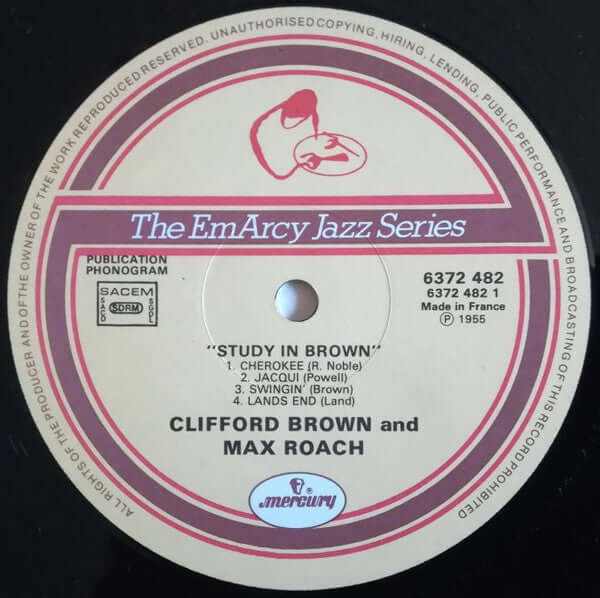 ALL RIGHTS OF THE PRODUCER AND OF THE OWNER OF THE WORK REPRODUCED RESERVED. UNAUTHORISED COPYING, HIRING, LENDING, PUBLIC PERFORMANCE AND BROADCASTING OF THIS RECORD PROHIBITED
The EmArcy Jazz Series
PUBLICATION
PHONOGRAM
SACEM
SACD
SDRM
SGDL
6372 482
6372 482 1
Made in France
Ⓟ 1955
"STUDY IN BROWN"
1. CHEROKEE (R. Noble)
2. JACQUI (Powell)
3. SWINGIN' (Brown)
4. LANDS END (Land)
CLIFFORD BROWN and
MAX ROACH
®
mercury